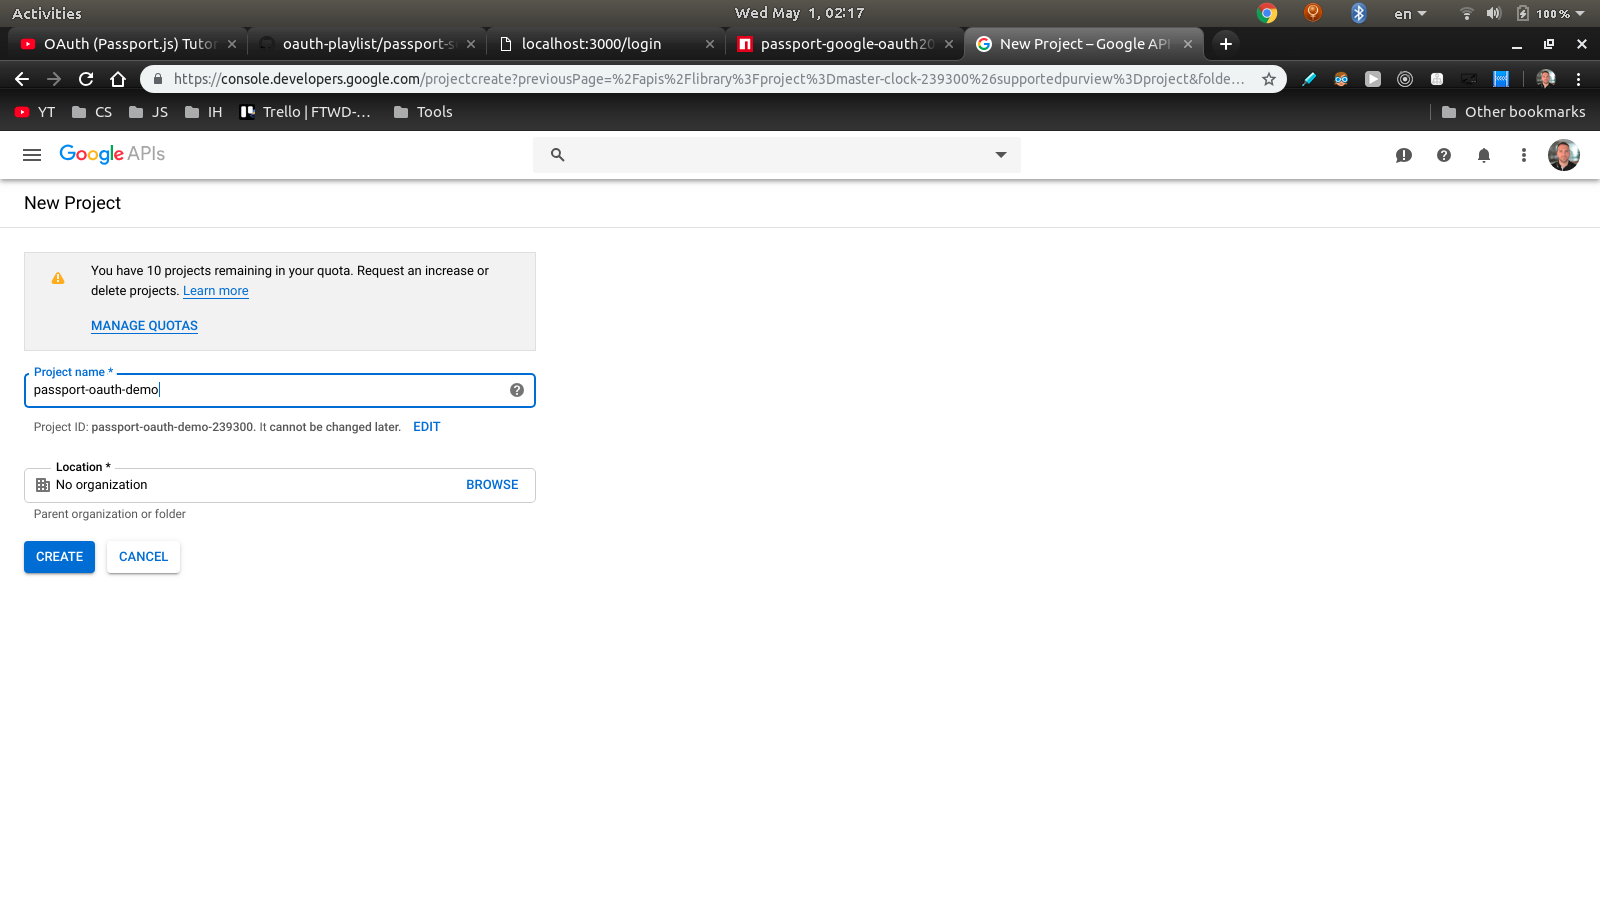 Activities
Wed May 1, 02:17
en
100%
OAuth (Passport.js) Tutor
oauth-playlist/passport-s
localhost:3000/login
passport-google-oauth20
New Project – Google API
https://console.developers.google.com/projectcreate?previousPage=%2Fapis%2Flibrary%3Fproject%3Dmaster-clock-239300%26supportedpurview%3Dproject&folde...
YT
CS
JS
IH
Trello | FTWD-...
Tools
Other bookmarks
Google APIs
New Project
You have 10 projects remaining in your quota. Request an increase or
delete projects. Learn more
MANAGE QUOTAS
Project name *
passport-oauth-demo
Project ID: passport-oauth-demo-239300. It cannot be changed later. EDIT
Location *
No organization
BROWSE
Parent organization or folder
CREATE
CANCEL